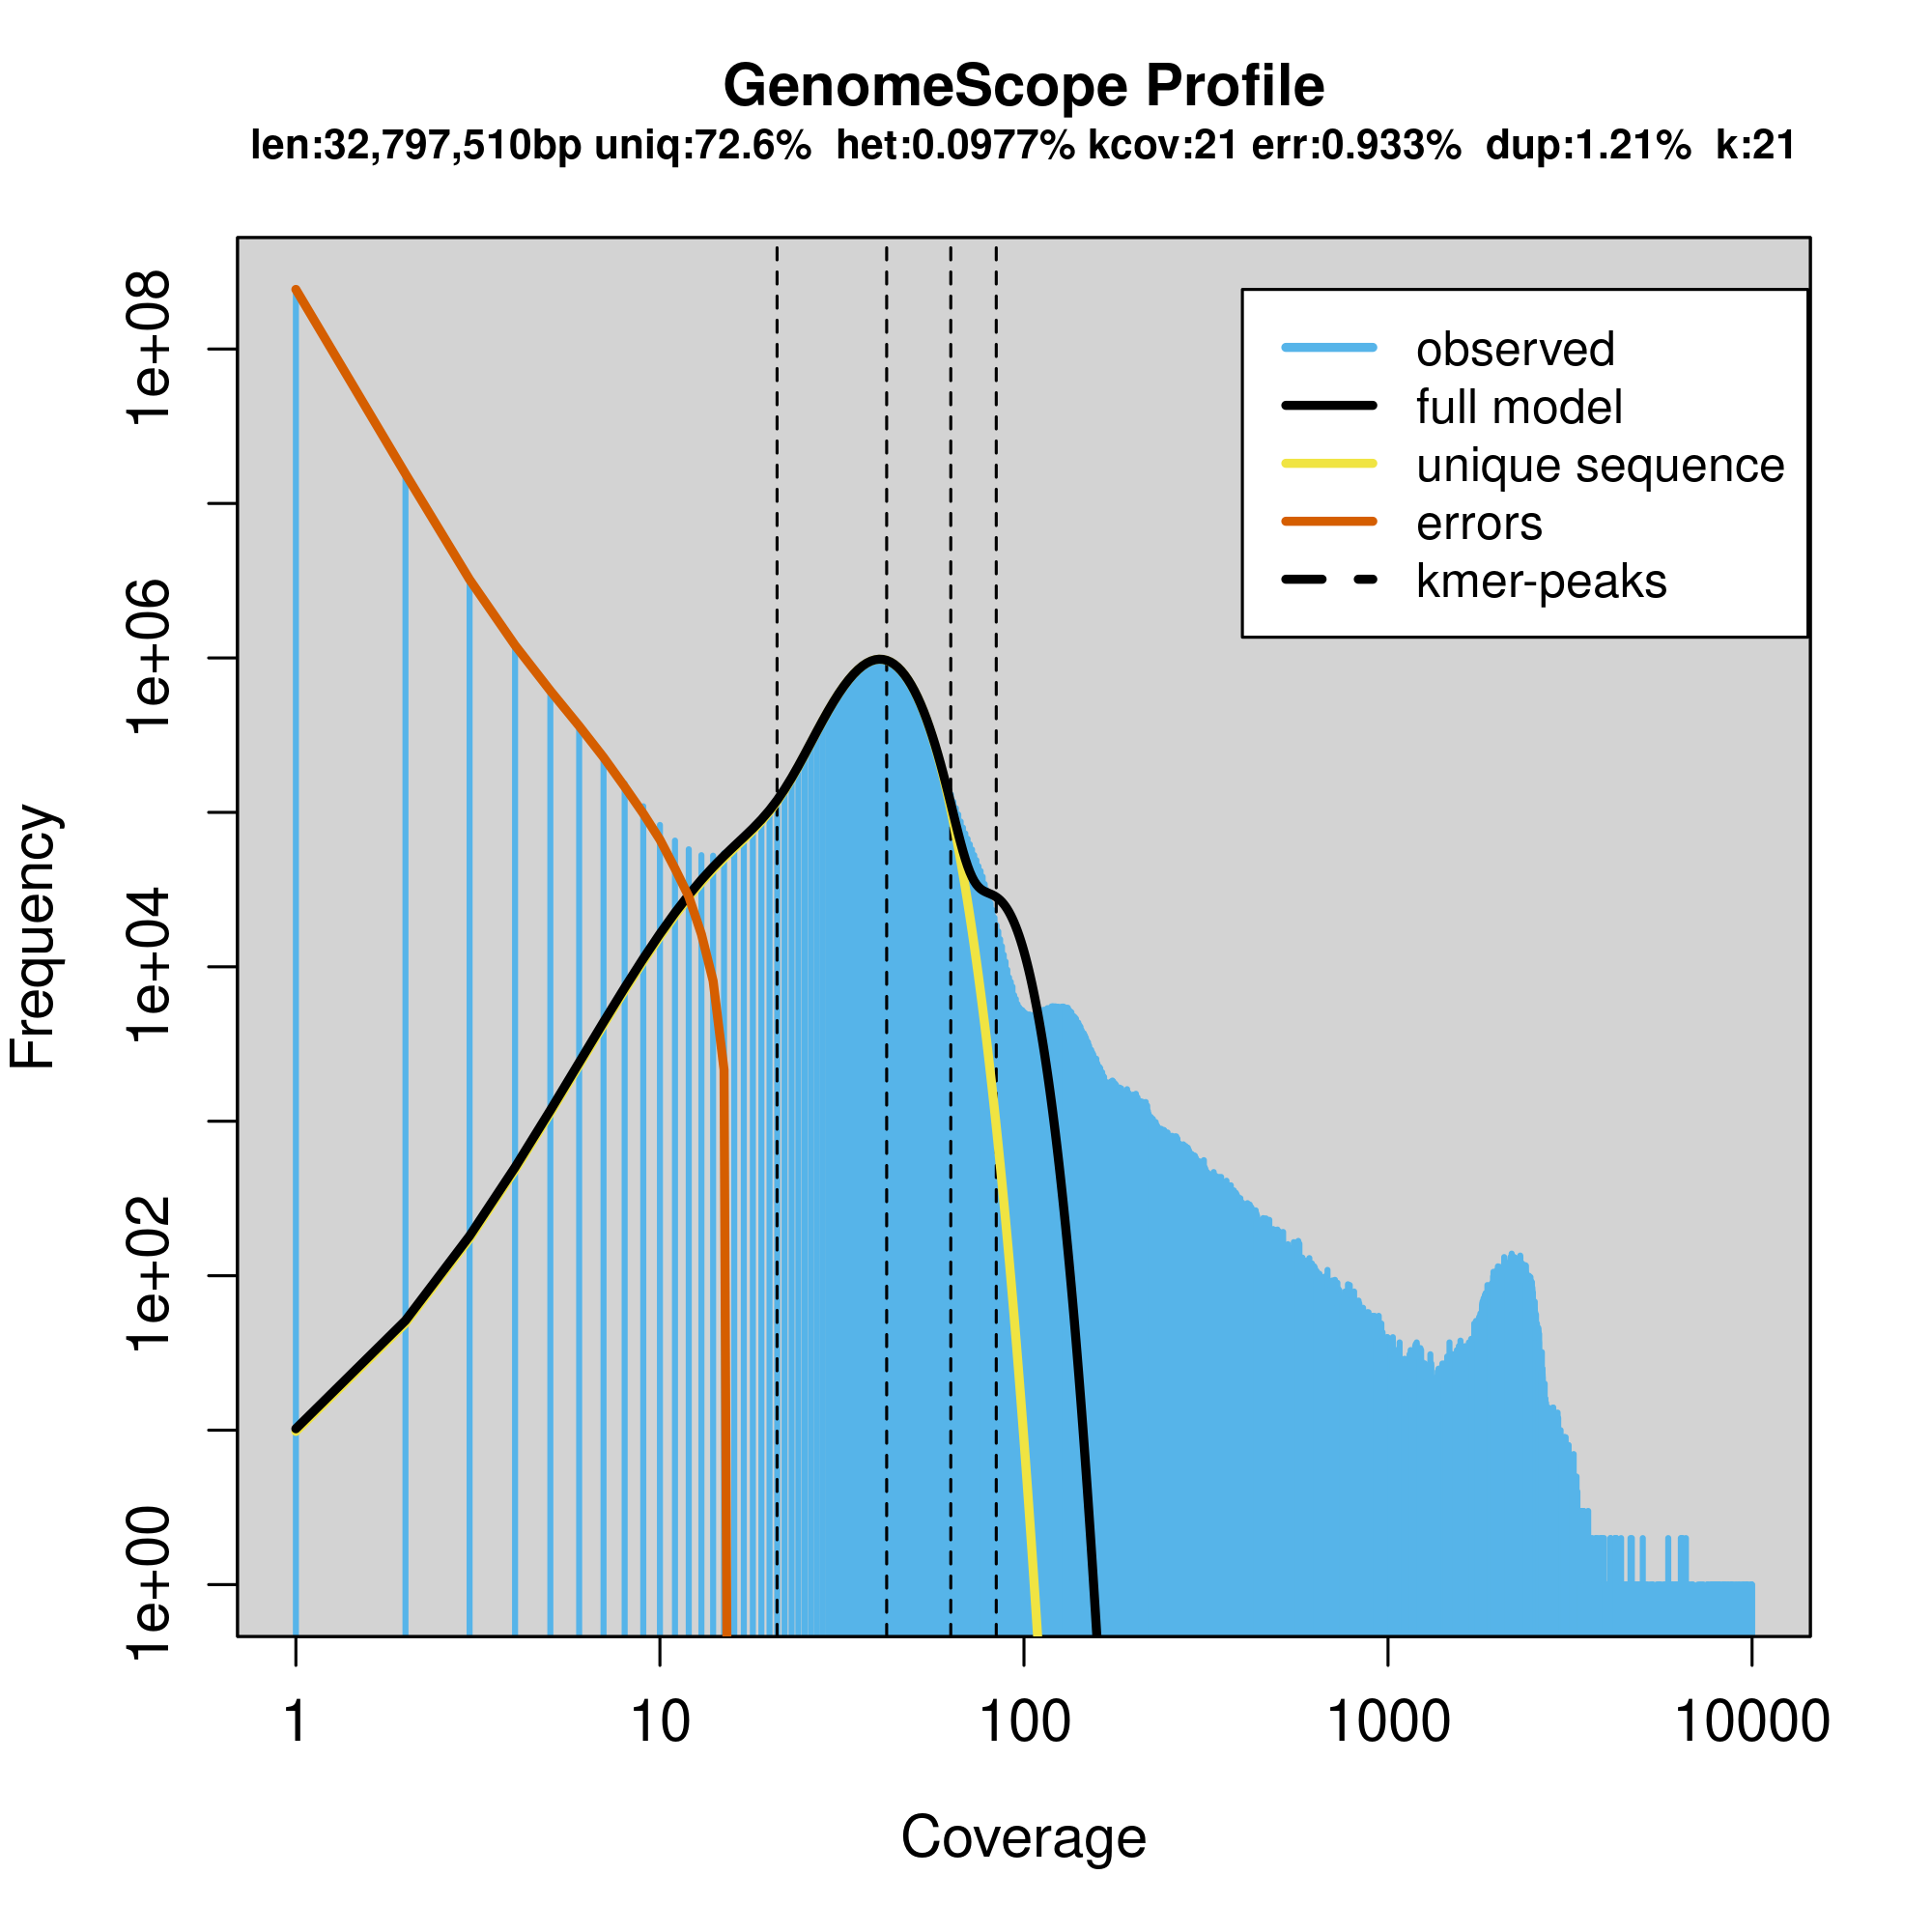 GenomeScope Profile
len:32,797,510bp uniq:72.6% het:0.0977% kcov:21 err:0.933% dup:1.21% k:21
observed
full model
unique sequence
errors
kmer-peaks
Frequency
1e+08
1e+06
1e+04
1e+02
1e+00
1 10 100 1000 10000
Coverage